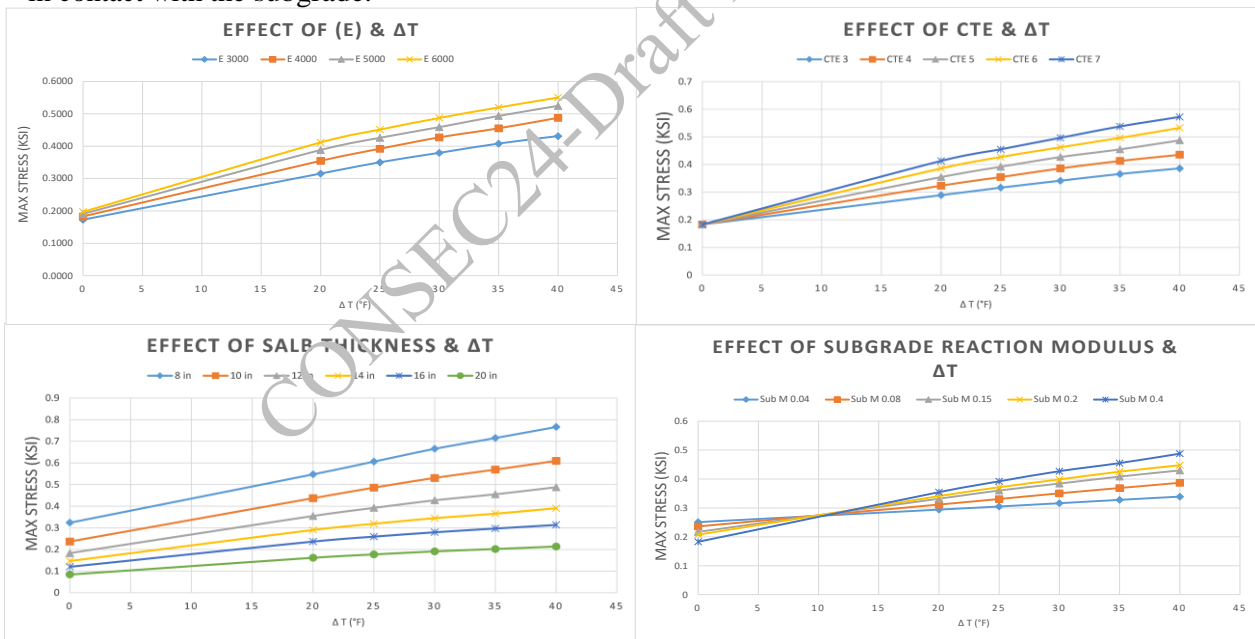 in contact with the subgrade.
EFFECT OF (E) & ΔT
E 3000 E 4000 E 5000 E 6000
0.6000
0.5000
0.4000
0.3000
0.2000
0.1000
0.0000
MAX STRESS (KSI)
0 5 10 15 20 25 30 35 40 45
Δ T (°F)
EFFECT OF CTE & ΔT
CTE 3 CTE 4 CTE 5 CTE 6 CTE 7
0.7
0.6
0.5
0.4
0.3
0.2
0.1
0
MAX STRESS (KSI)
0 5 10 15 20 25 30 35 40 45
Δ T (°F)
EFFECT OF SALB THICKNESS & ΔT
8 in 10 in 12 in 14 in 16 in 20 in
0.9
0.8
0.7
0.6
0.5
0.4
0.3
0.2
0.1
0
MAX STRESS (KSI)
0 5 10 15 20 25 30 35 40 45
Δ T (°F)
EFFECT OF SUBGRADE REACTION MODULUS &
ΔT
Sub M 0.04 Sub M 0.08 Sub M 0.15 Sub M 0.2 Sub M 0.4
0.6
0.5
0.4
0.3
0.2
0.1
0
MAX STRESS (KSI)
0 5 10 15 20 25 30 35 40 45
Δ T (°F)
CONSEC24-Draft